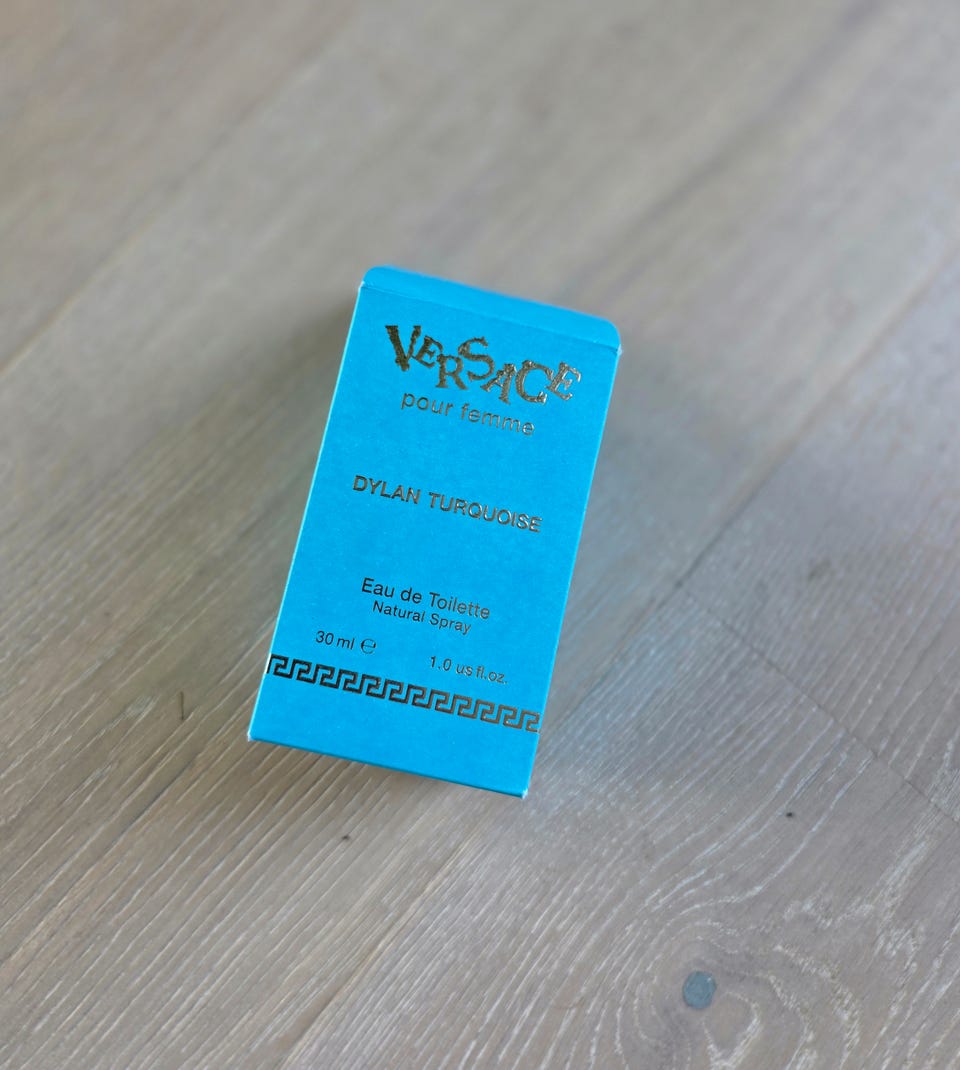 VERSACE
pour femme
DYLAN TURQUOISE
Eau de Toilette
Natural Spray
30 ml ℮ 1.0 us fl.oz.